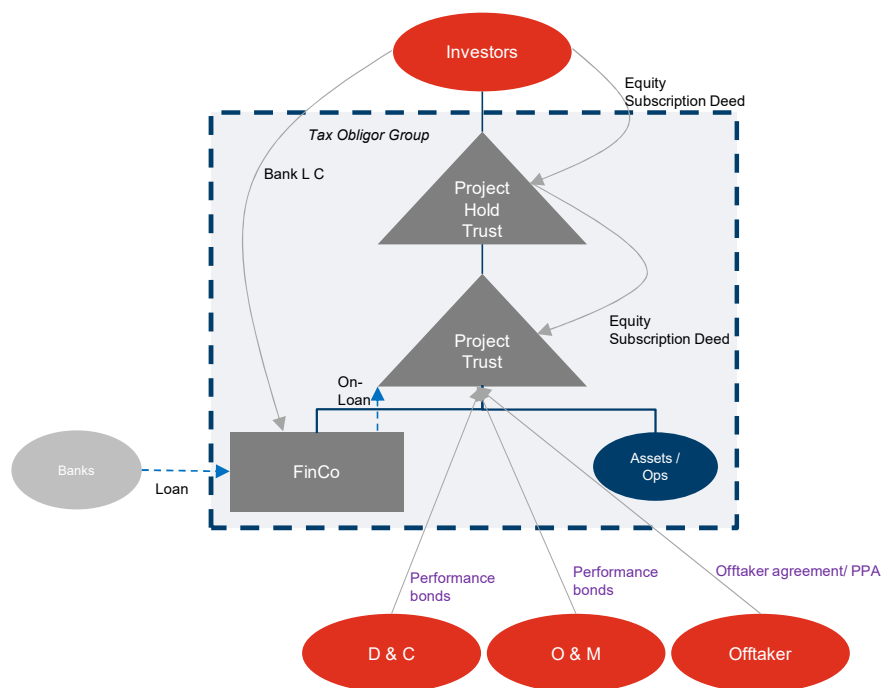 Investors
Equity
Subscription Deed
Tax Obligor Group
Bank L C
Project
Hold
Trust
Equity
Subscription Deed
Project
Trust
On-
Loan
Banks
Loan
FinCo
Assets /
Ops
Performance
bonds
Performance
bonds
Offtaker agreement/ PPA
D & C
O & M
Offtaker